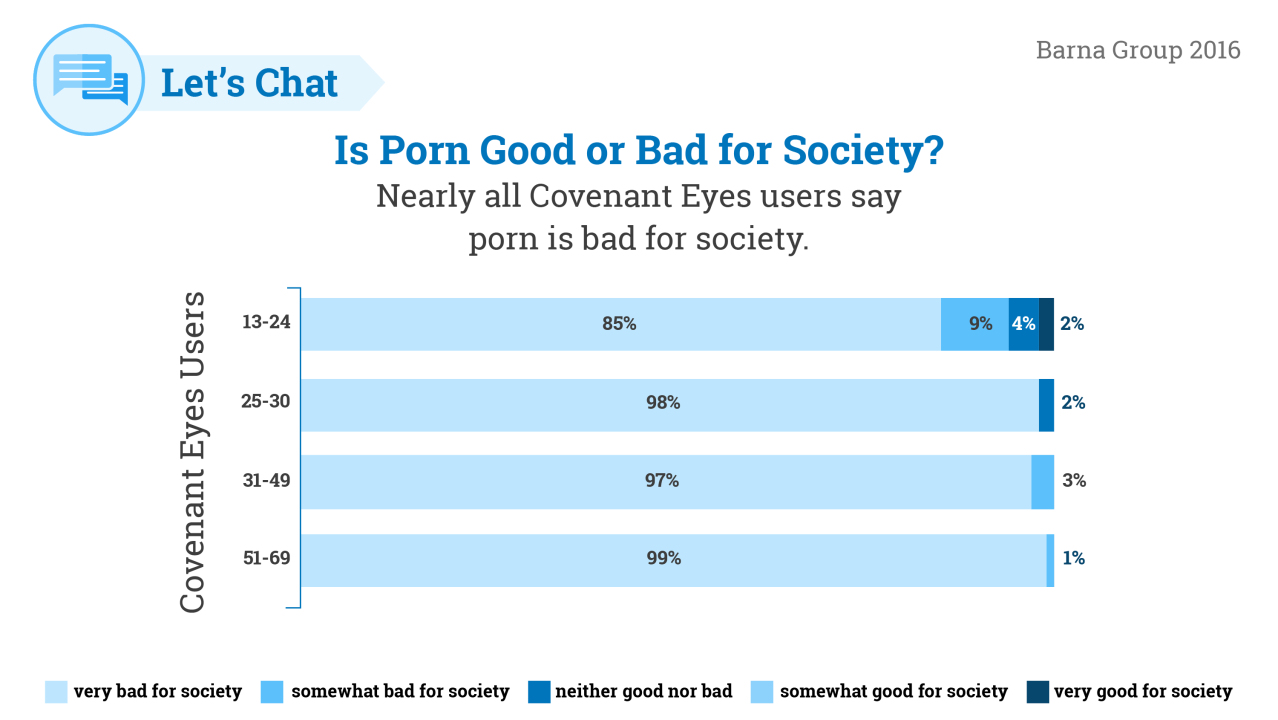 Barna Group 2016
Let's Chat
Is Porn Good or Bad for Society?
Nearly all Covenant Eyes users say
porn is bad for society.
Covenant Eyes Users
13-24 85% 9% 4% 2%
25-30 98% 2%
31-49 97% 3%
51-69 99% 1%
very bad for society somewhat bad for society neither good nor bad somewhat good for society very good for society